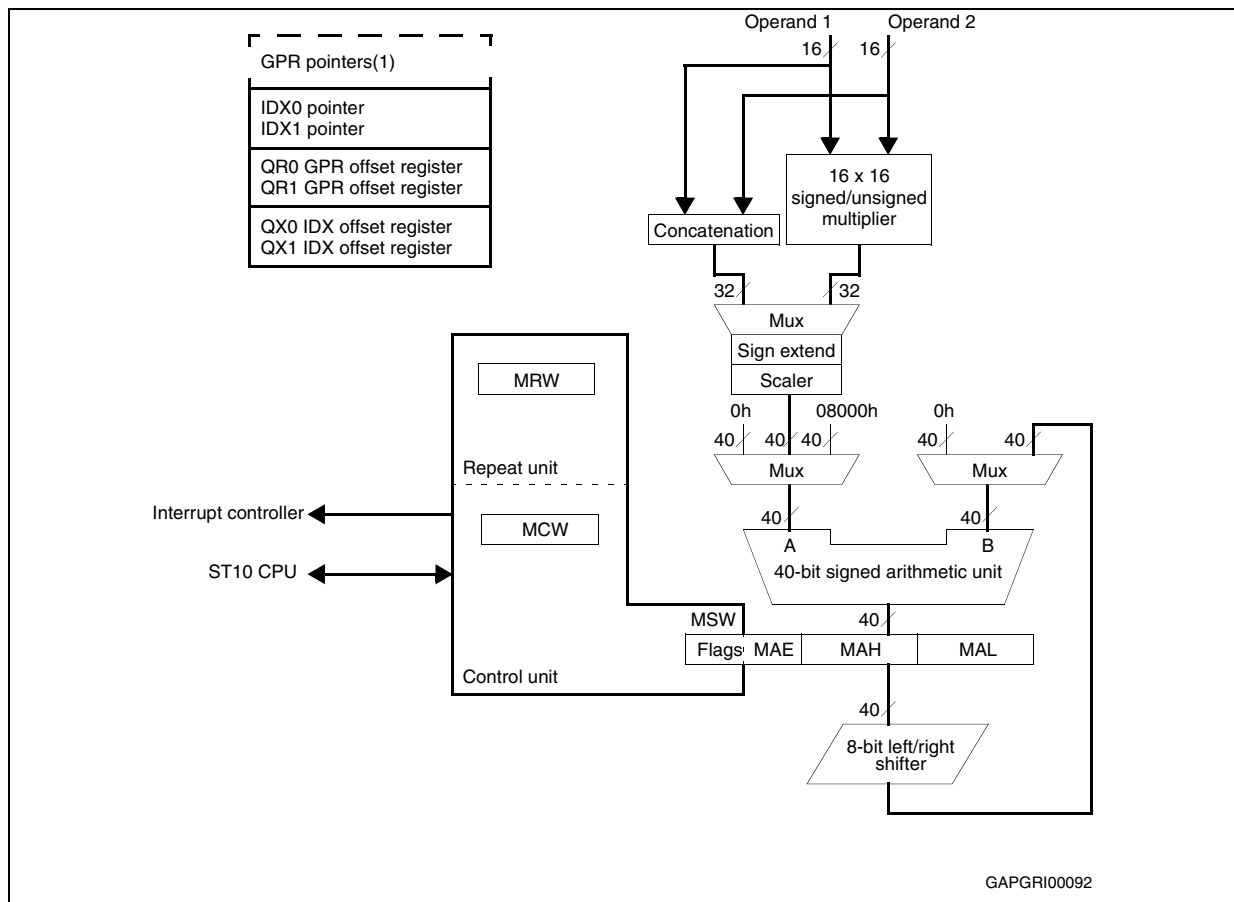 Operand 1
Operand 2
16
16
GPR pointers(1)
IDX0 pointer
IDX1 pointer
QR0 GPR offset register
QR1 GPR offset register
QX0 IDX offset register
QX1 IDX offset register
16 x 16
signed/unsigned
multiplier
Concatenation
32
32
Mux
Sign extend
Scaler
0h
08000h
0h
40
40
40
40
40
Mux
Mux
MRW
Repeat unit
Interrupt controller
MCW
40
40
A
B
40-bit signed arithmetic unit
ST10 CPU
MSW
40
Flags
MAE
MAH
MAL
Control unit
40
8-bit left/right
shifter
GAPGRI00092